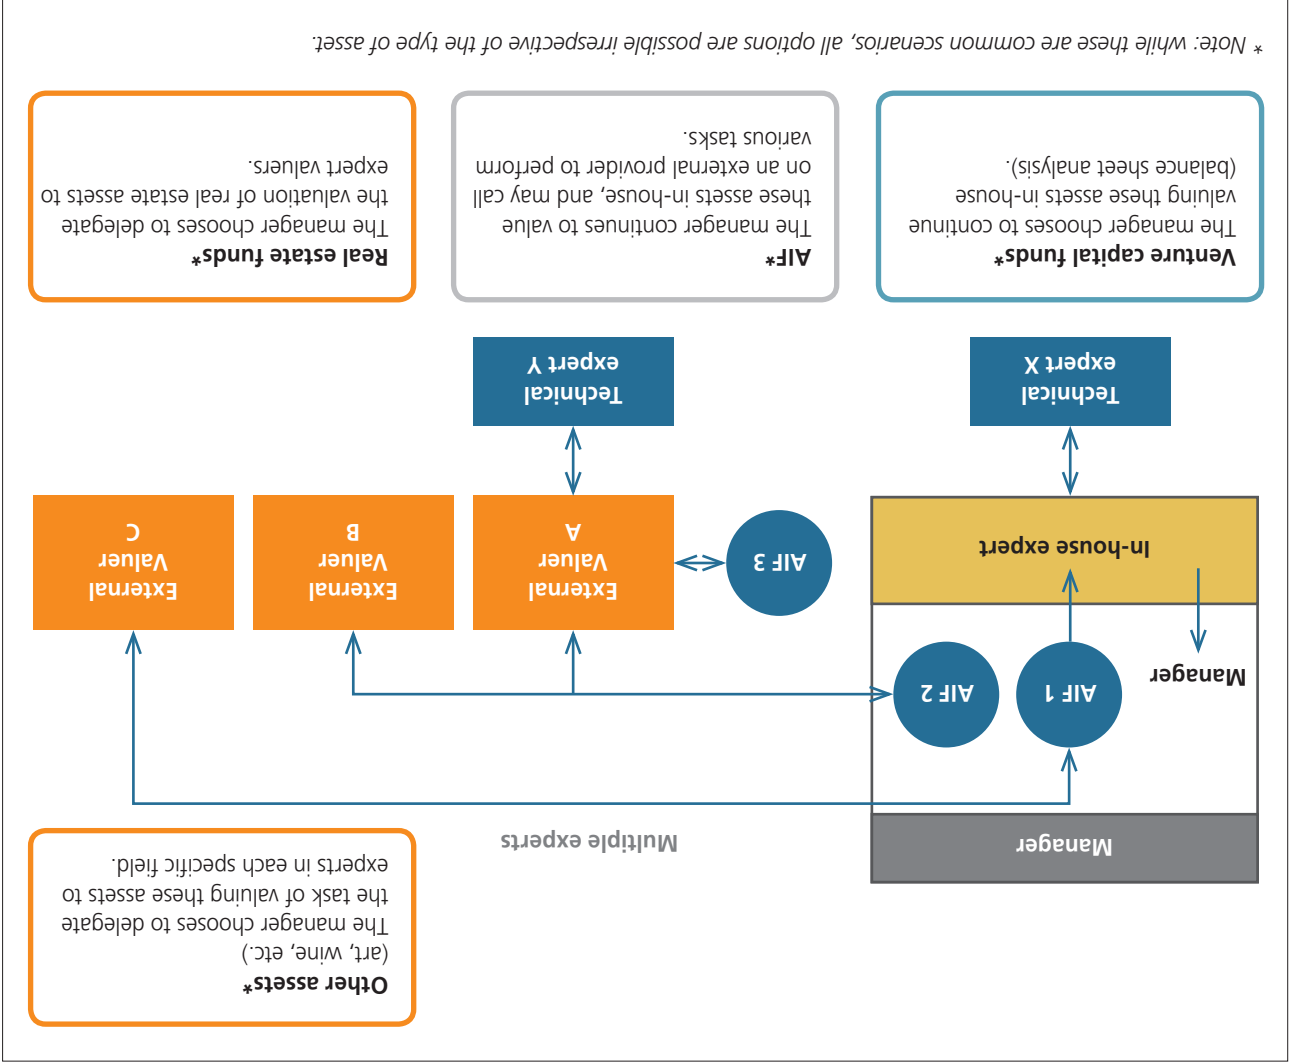 Other assets*
(art, wine, etc.)
The manager chooses to delegate
the task of valuing these assets to
experts in each specific field.
Manager
Multiple experts
Manager
AIF 1
AIF 2
In-house expert
AIF 3
External
Valuer
A
External
Valuer
B
External
Valuer
C
Technical
expert X
Technical
expert Y
Venture capital funds*
The manager chooses to continue
valuing these assets in-house
(balance sheet analysis).
AIF*
The manager continues to value
these assets in-house, and may call
on an external provider to perform
various tasks.
Real estate funds*
The manager chooses to delegate
the valuation of real estate assets to
expert valuers.
* Note: while these are common scenarios, all options are possible irrespective of the type of asset.